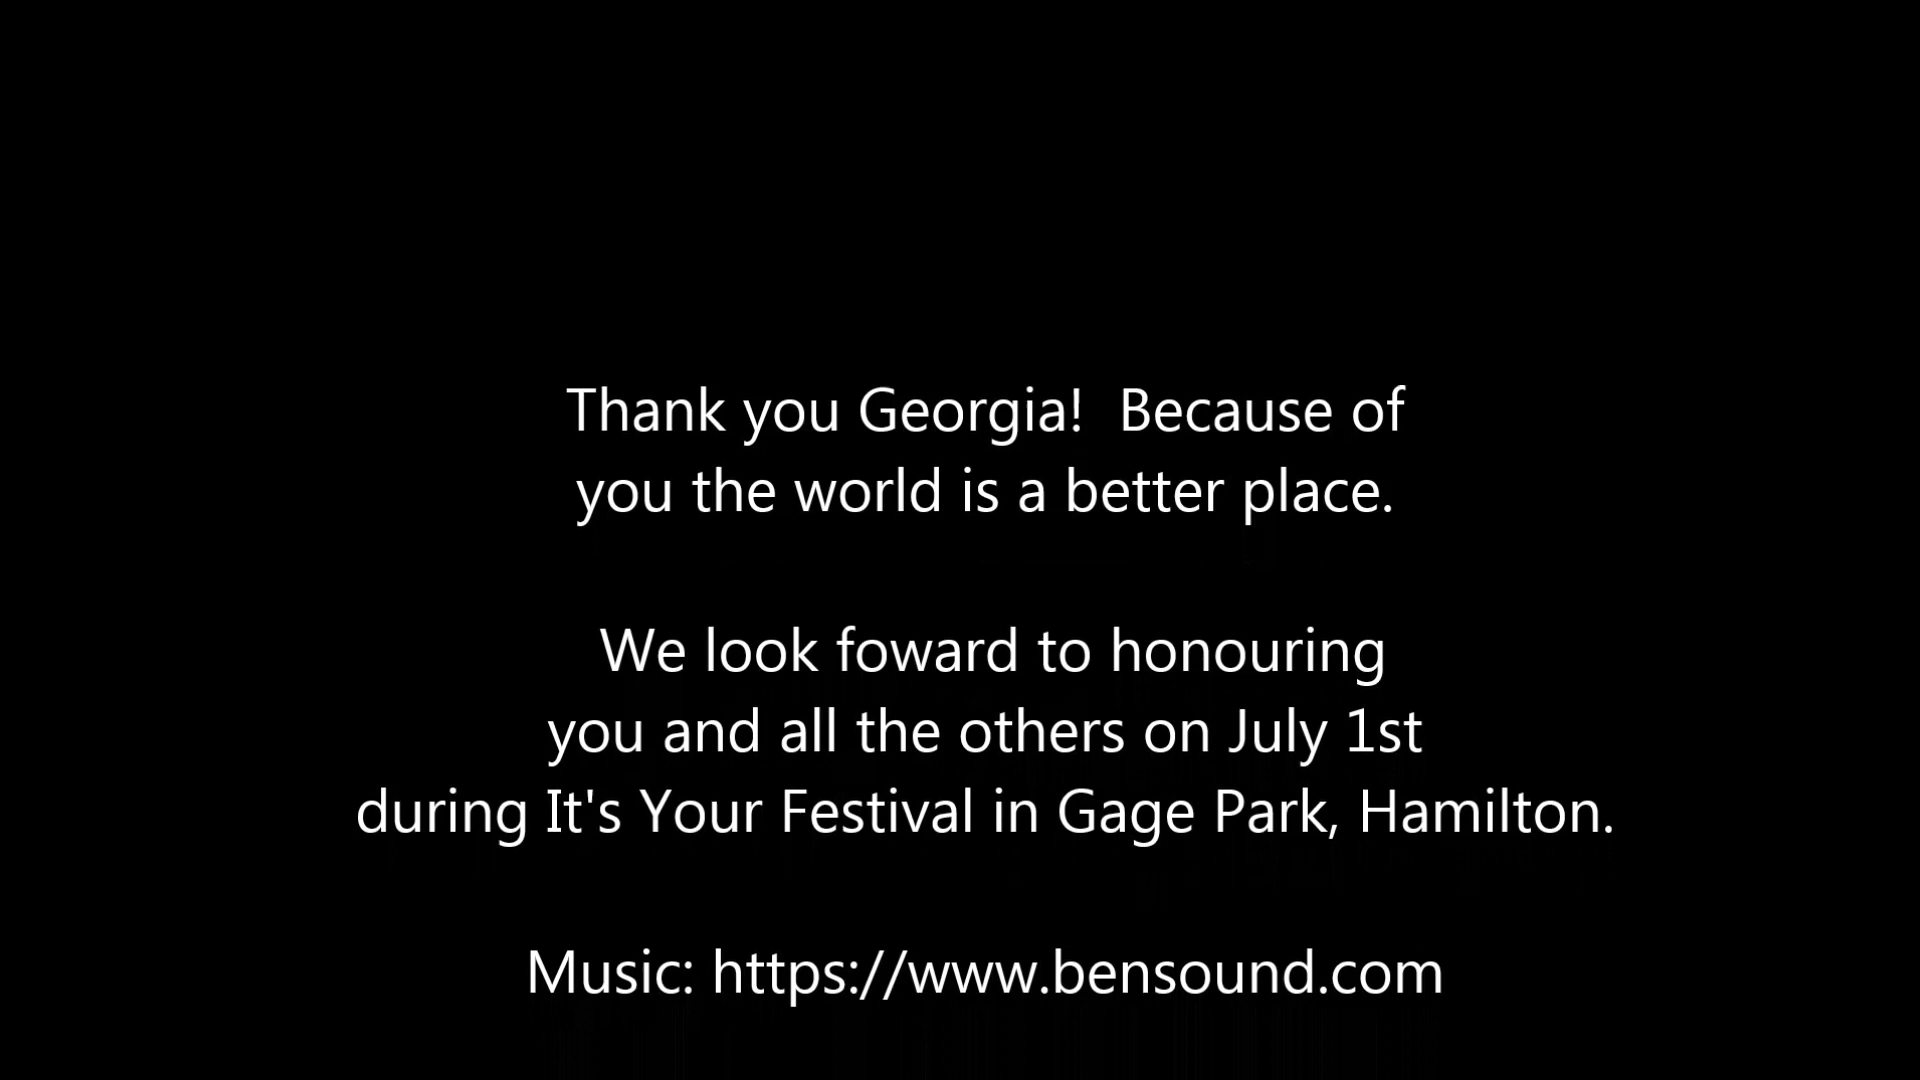 Thank you Georgia!  Because of
you the world is a better place.
We look foward to honouring
you and all the others on July 1st
during It's Your Festival in Gage Park, Hamilton.
Music: https://www.bensound.com